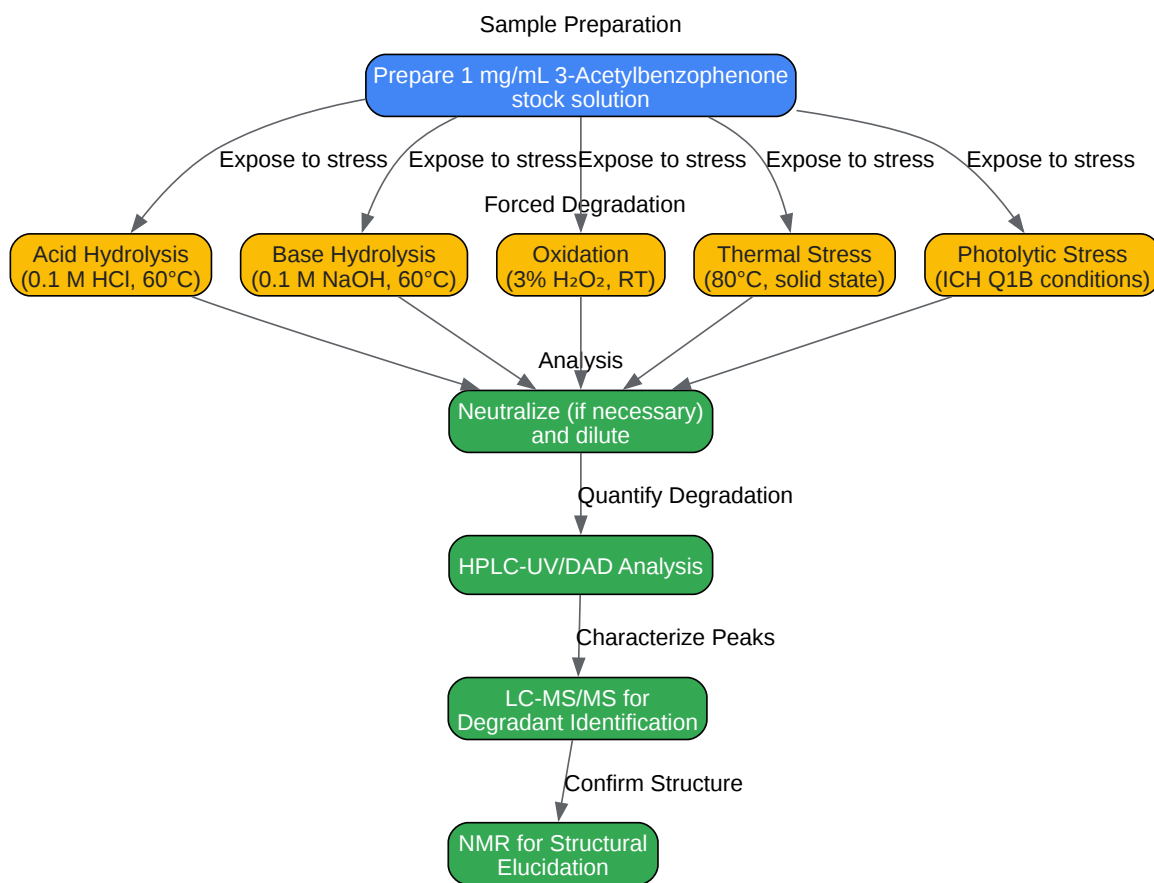 Sample Preparation
Prepare 1 mg/mL 3-Acetylbenzophenone
stock solution
Expose to stress
Expose to stress
Expose to stress
Expose to stress
Expose to stress
Forced Degradation
Acid Hydrolysis
(0.1 M HCl, 60°C)
Base Hydrolysis
(0.1 M NaOH, 60°C)
Oxidation
(3% H₂O₂, RT)
Thermal Stress
(80°C, solid state)
Photolytic Stress
(ICH Q1B conditions)
Analysis
Neutralize (if necessary)
and dilute
Quantify Degradation
HPLC-UV/DAD Analysis
Characterize Peaks
LC-MS/MS for
Degradant Identification
Confirm Structure
NMR for Structural
Elucidation